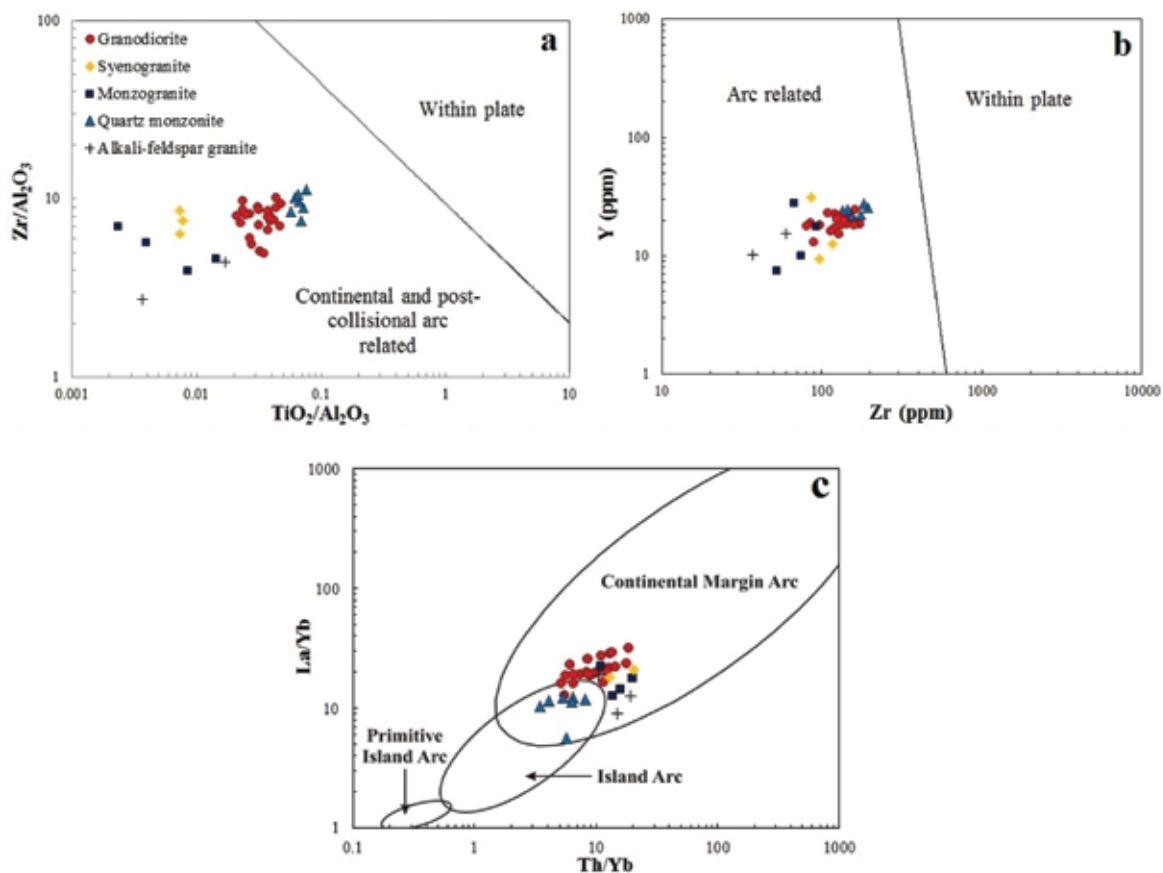 a
100
10
1
Zr/Al₂O₃
Granodiorite
Syenogranite
Monzogranite
Quartz monzonite
Alkali-feldspar granite
Within plate
Continental and post-
collisional arc
related
0.001
0.01
0.1
1
10
TiO₂/Al₂O₃
b
1000
100
10
1
Y (ppm)
Arc related
Within plate
10
100
1000
10000
Zr (ppm)
c
1000
100
10
1
La/Yb
Continental Margin Arc
Primitive
Island Arc
Island Arc
0.1
1
10
100
1000
Th/Yb